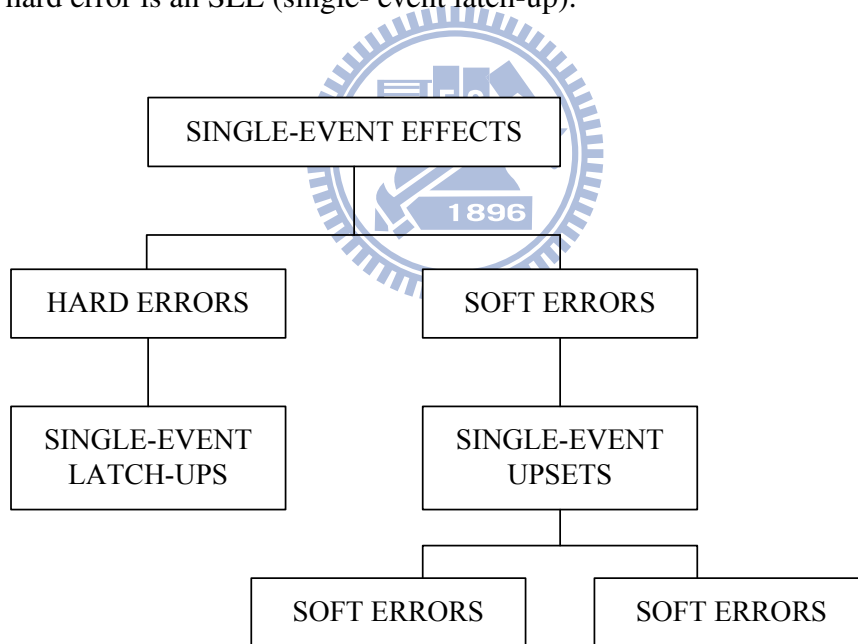 hard error is an SEL (single- event latch-up).
SINGLE-EVENT EFFECTS
1896
HARD ERRORS
SOFT ERRORS
SINGLE-EVENT
LATCH-UPS
SINGLE-EVENT
UPSETS
SOFT ERRORS
SOFT ERRORS